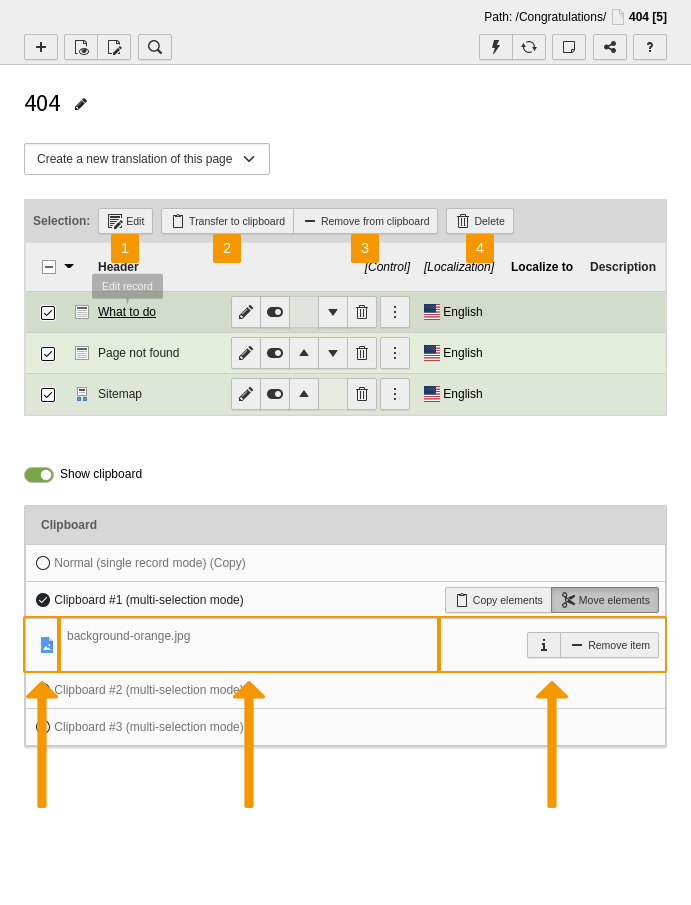 Path: /Congratulations/ 404 [5]
?
404
Create a new translation of this page
Selection: Edit Transfer to clipboard Remove from clipboard Delete
1 2 3 4
Header [Control] [Localization] Localize to Description
Edit record
What to do English
Page not found English
Sitemap English
Show clipboard
Clipboard
Normal (single record mode) (Copy)
Clipboard #1 (multi-selection mode) Copy elements Move elements
background-orange.jpg
Remove item
Clipboard #2 (multi-selection mode)
Clipboard #3 (multi-selection mode)